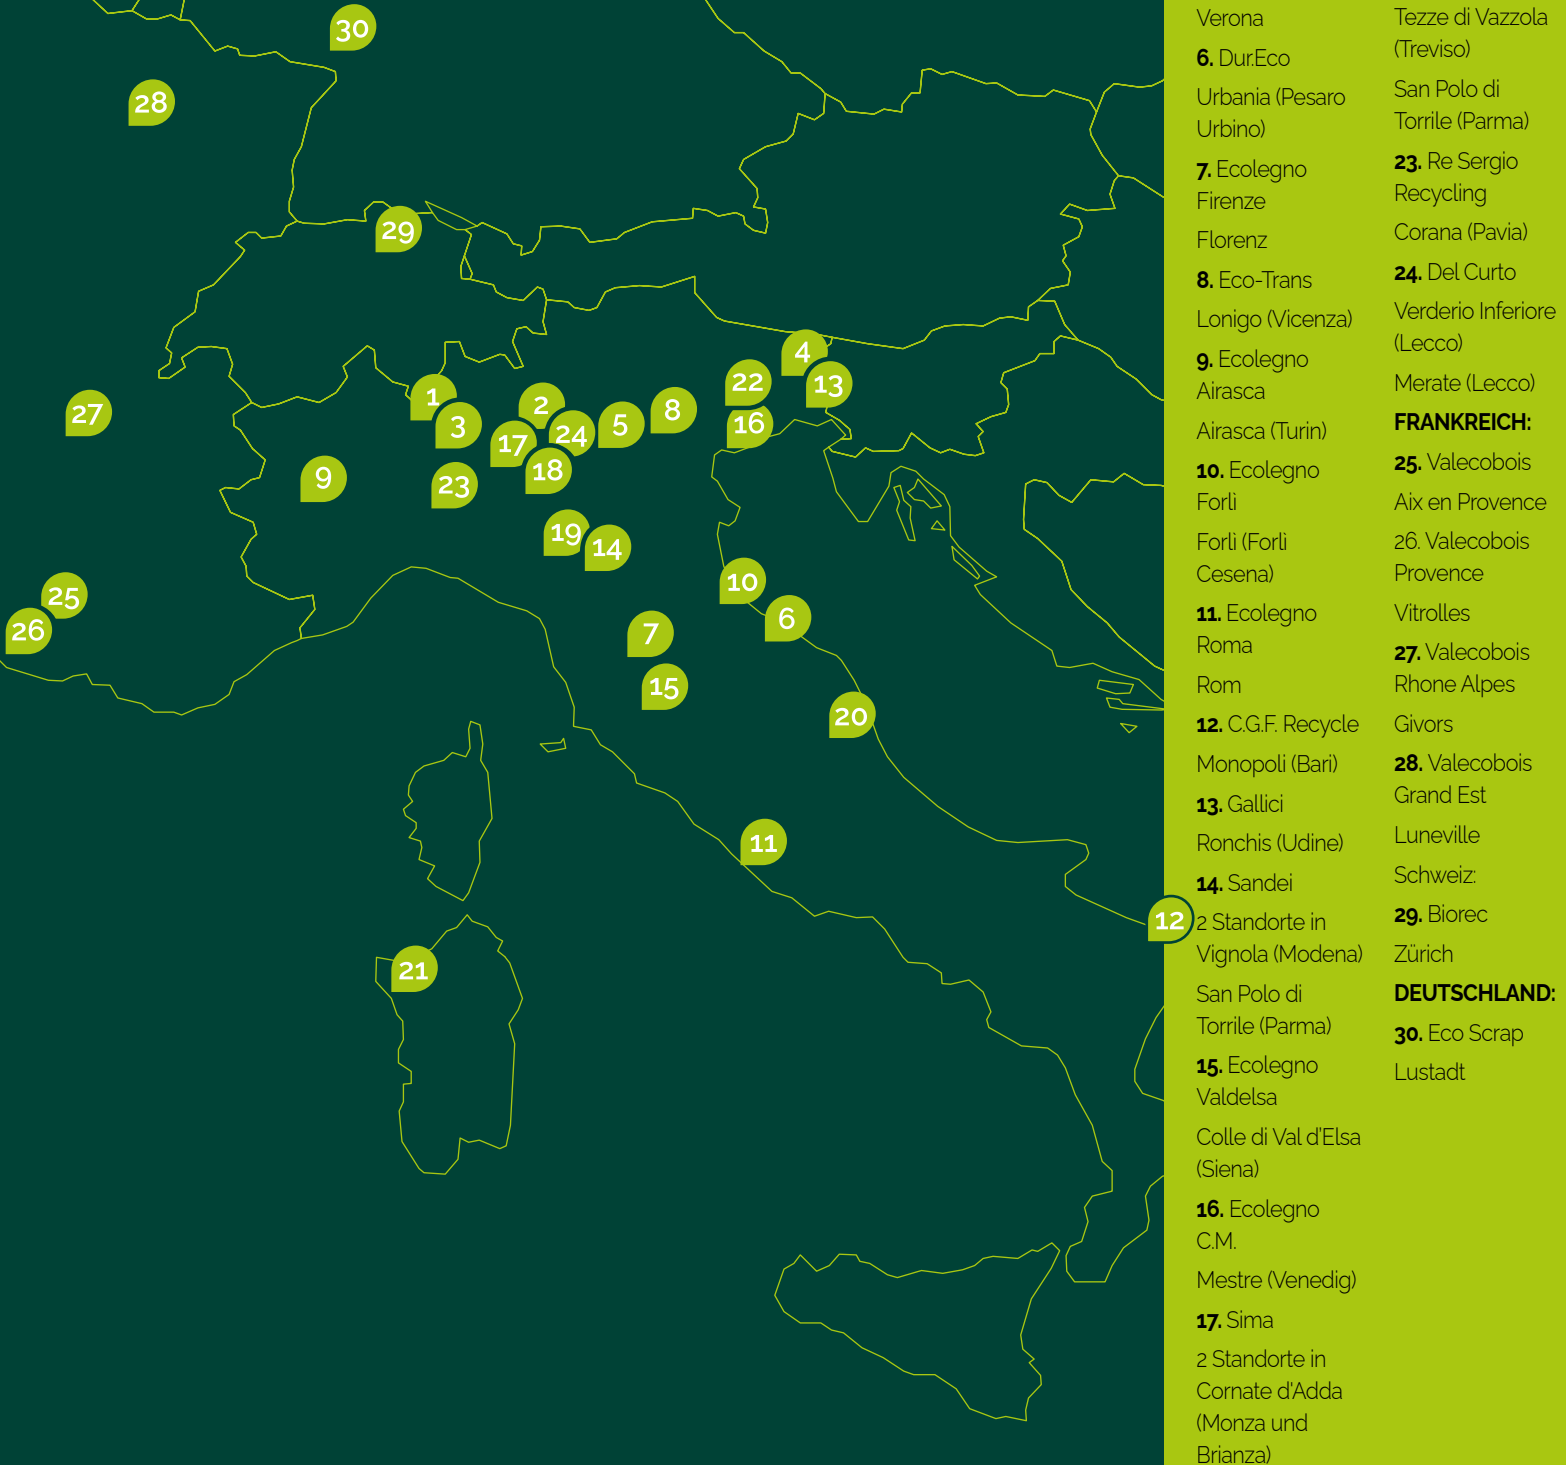 30
28
29
4
22
13
1
2
8
27
3
5
16
24
17
18
9
23
19
14
10
25
6
26
7
15
20
11
12
21
Verona
6. Dur.Eco
Urbania (Pesaro
Urbino)
7. Ecolegno
Firenze
Florenz
8. Eco-Trans
Lonigo (Vicenza)
9. Ecolegno
Airasca
Airasca (Turin)
10. Ecolegno
Forlì
Forlì (Forlì
Cesena)
11. Ecolegno
Roma
Rom
12. C.G.F. Recycle
Monopoli (Bari)
13. Gallici
Ronchis (Udine)
14. Sandei
2 Standorte in
Vignola (Modena)
San Polo di
Torrile (Parma)
15. Ecolegno
Valdelsa
Colle di Val d'Elsa
(Siena)
16. Ecolegno
C.M.
Mestre (Venedig)
17. Sima
2 Standorte in
Cornate d'Adda
(Monza und
Brianza)
Tezze di Vazzola
(Treviso)
San Polo di
Torrile (Parma)
23. Re Sergio
Recycling
Corana (Pavia)
24. Del Curto
Verderio Inferiore
(Lecco)
Merate (Lecco)
FRANKREICH:
25. Valecobois
Aix en Provence
26. Valecobois
Provence
Vitrolles
27. Valecobois
Rhone Alpes
Givors
28. Valecobois
Grand Est
Luneville
Schweiz:
29. Biorec
Zürich
DEUTSCHLAND:
30. Eco Scrap
Lustadt